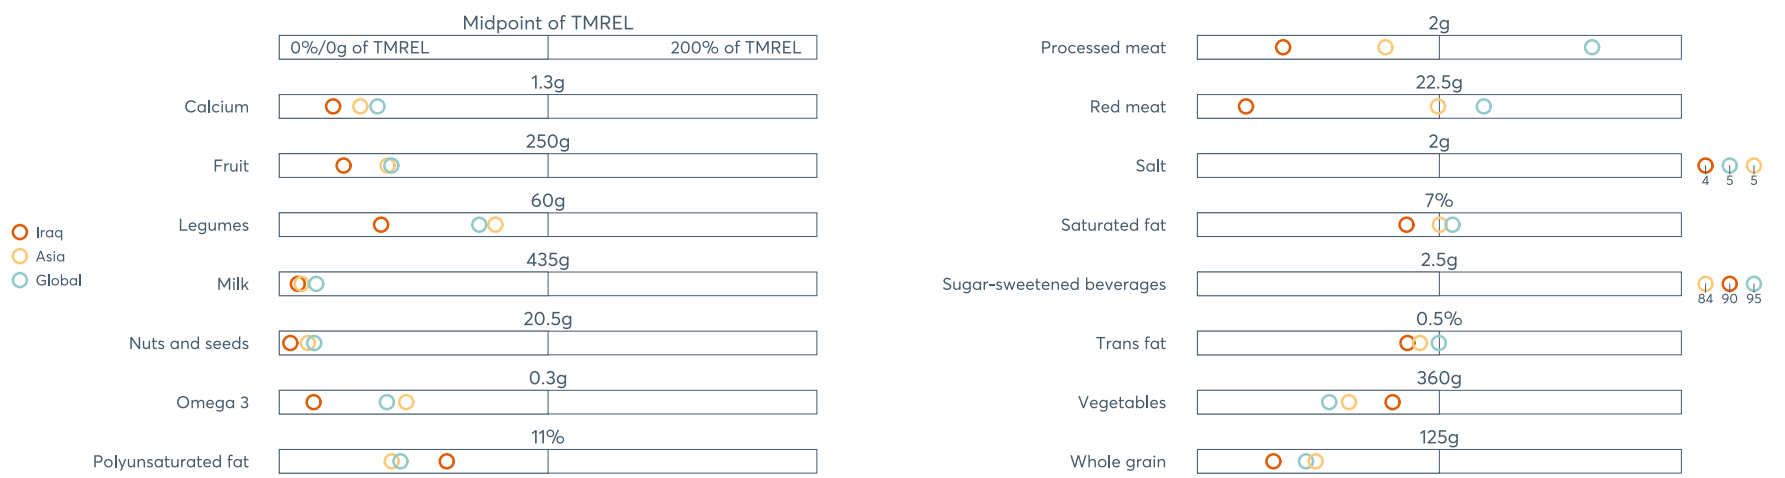 Midpoint of TMREL
0%/0g of TMREL 200% of TMREL
1.3g
Calcium
250g
Fruit
60g
Legumes
435g
Milk
20.5g
Nuts and seeds
0.3g
Omega 3
11%
Polyunsaturated fat
Iraq
Asia
Global
2g
Processed meat
22.5g
Red meat
2g
Salt
4 5 5
7%
Saturated fat
2.5g
Sugar-sweetened beverages
84 90 95
0.5%
Trans fat
360g
Vegetables
125g
Whole grain